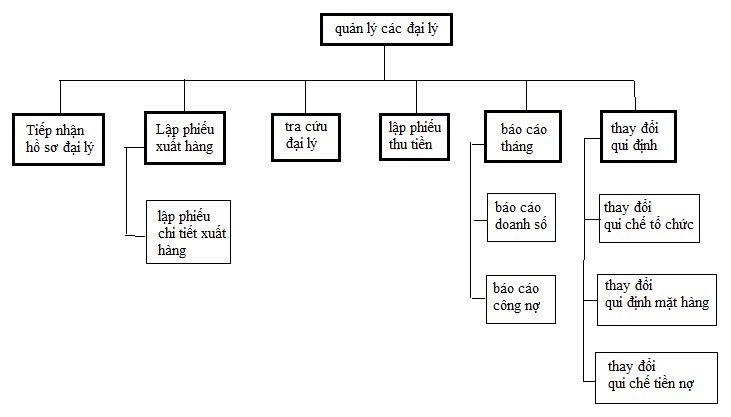 quản lý các đại lý
Tiếp nhận
hồ sơ đại lý
Lập phiếu
xuất hàng
tra cứu
đại lý
lập phiếu
thu tiền
báo cáo
tháng
thay đổi
qui định
lập phiếu
chi tiết xuất
hàng
báo cáo
doanh số
báo cáo
công nợ
thay đổi
qui chế tổ chức
thay đổi
qui định mặt hàng
thay đổi
qui chế tiền nợ